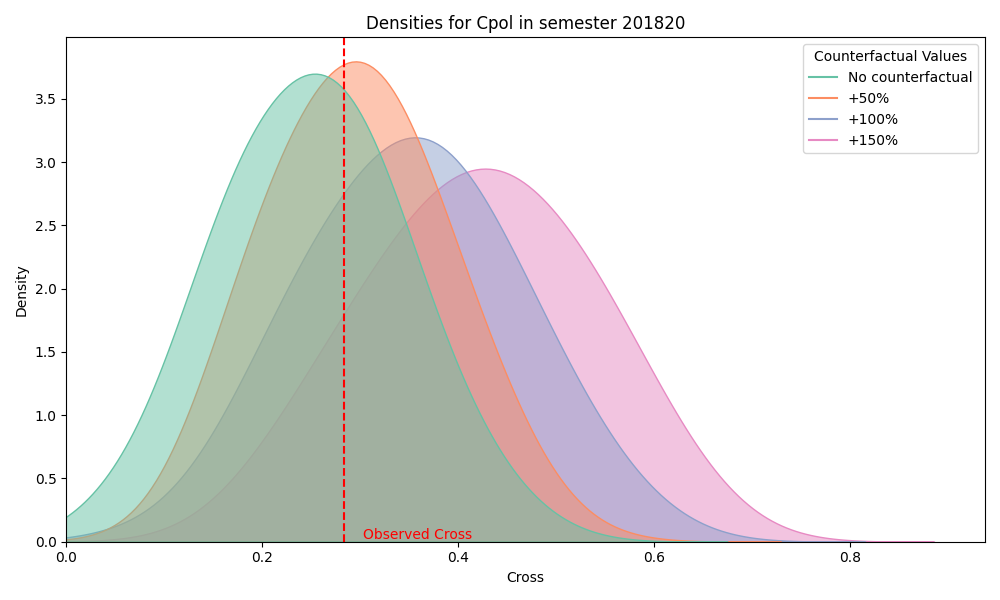 Densities for Cpol in semester 201820
Counterfactual Values
No counterfactual
+50%
+100%
+150%
Density
3.5
3.0
2.5
2.0
1.5
1.0
0.5
0.0
Observed Cross
0.0 0.2 0.4 0.6 0.8
Cross